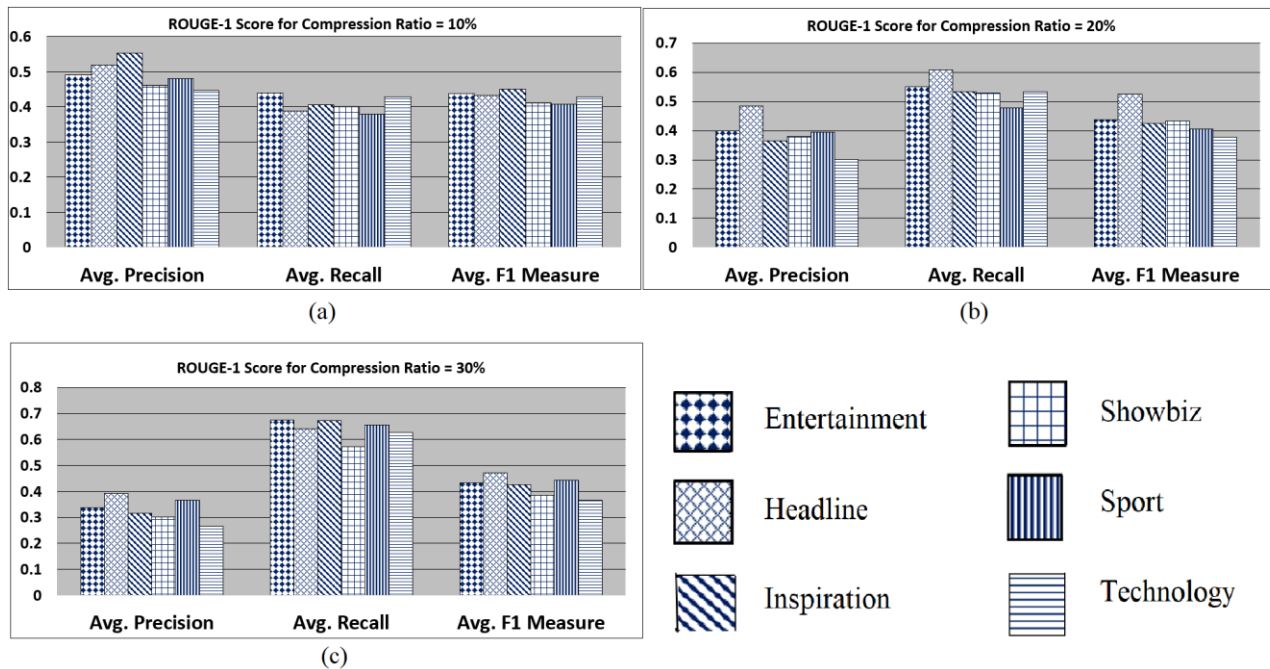 ROUGE-1 Score for Compression Ratio = 10%
0.6
0.5
0.4
0.3
0.2
0.1
0
Avg. Precision Avg. Recall Avg. F1 Measure
(a)
ROUGE-1 Score for Compression Ratio = 20%
0.7
0.6
0.5
0.4
0.3
0.2
0.1
0
Avg. Precision Avg. Recall Avg. F1 Measure
(b)
ROUGE-1 Score for Compression Ratio = 30%
0.8
0.7
0.6
0.5
0.4
0.3
0.2
0.1
0
Avg. Precision Avg. Recall Avg. F1 Measure
(c)
Entertainment
Headline
Inspiration
Showbiz
Sport
Technology